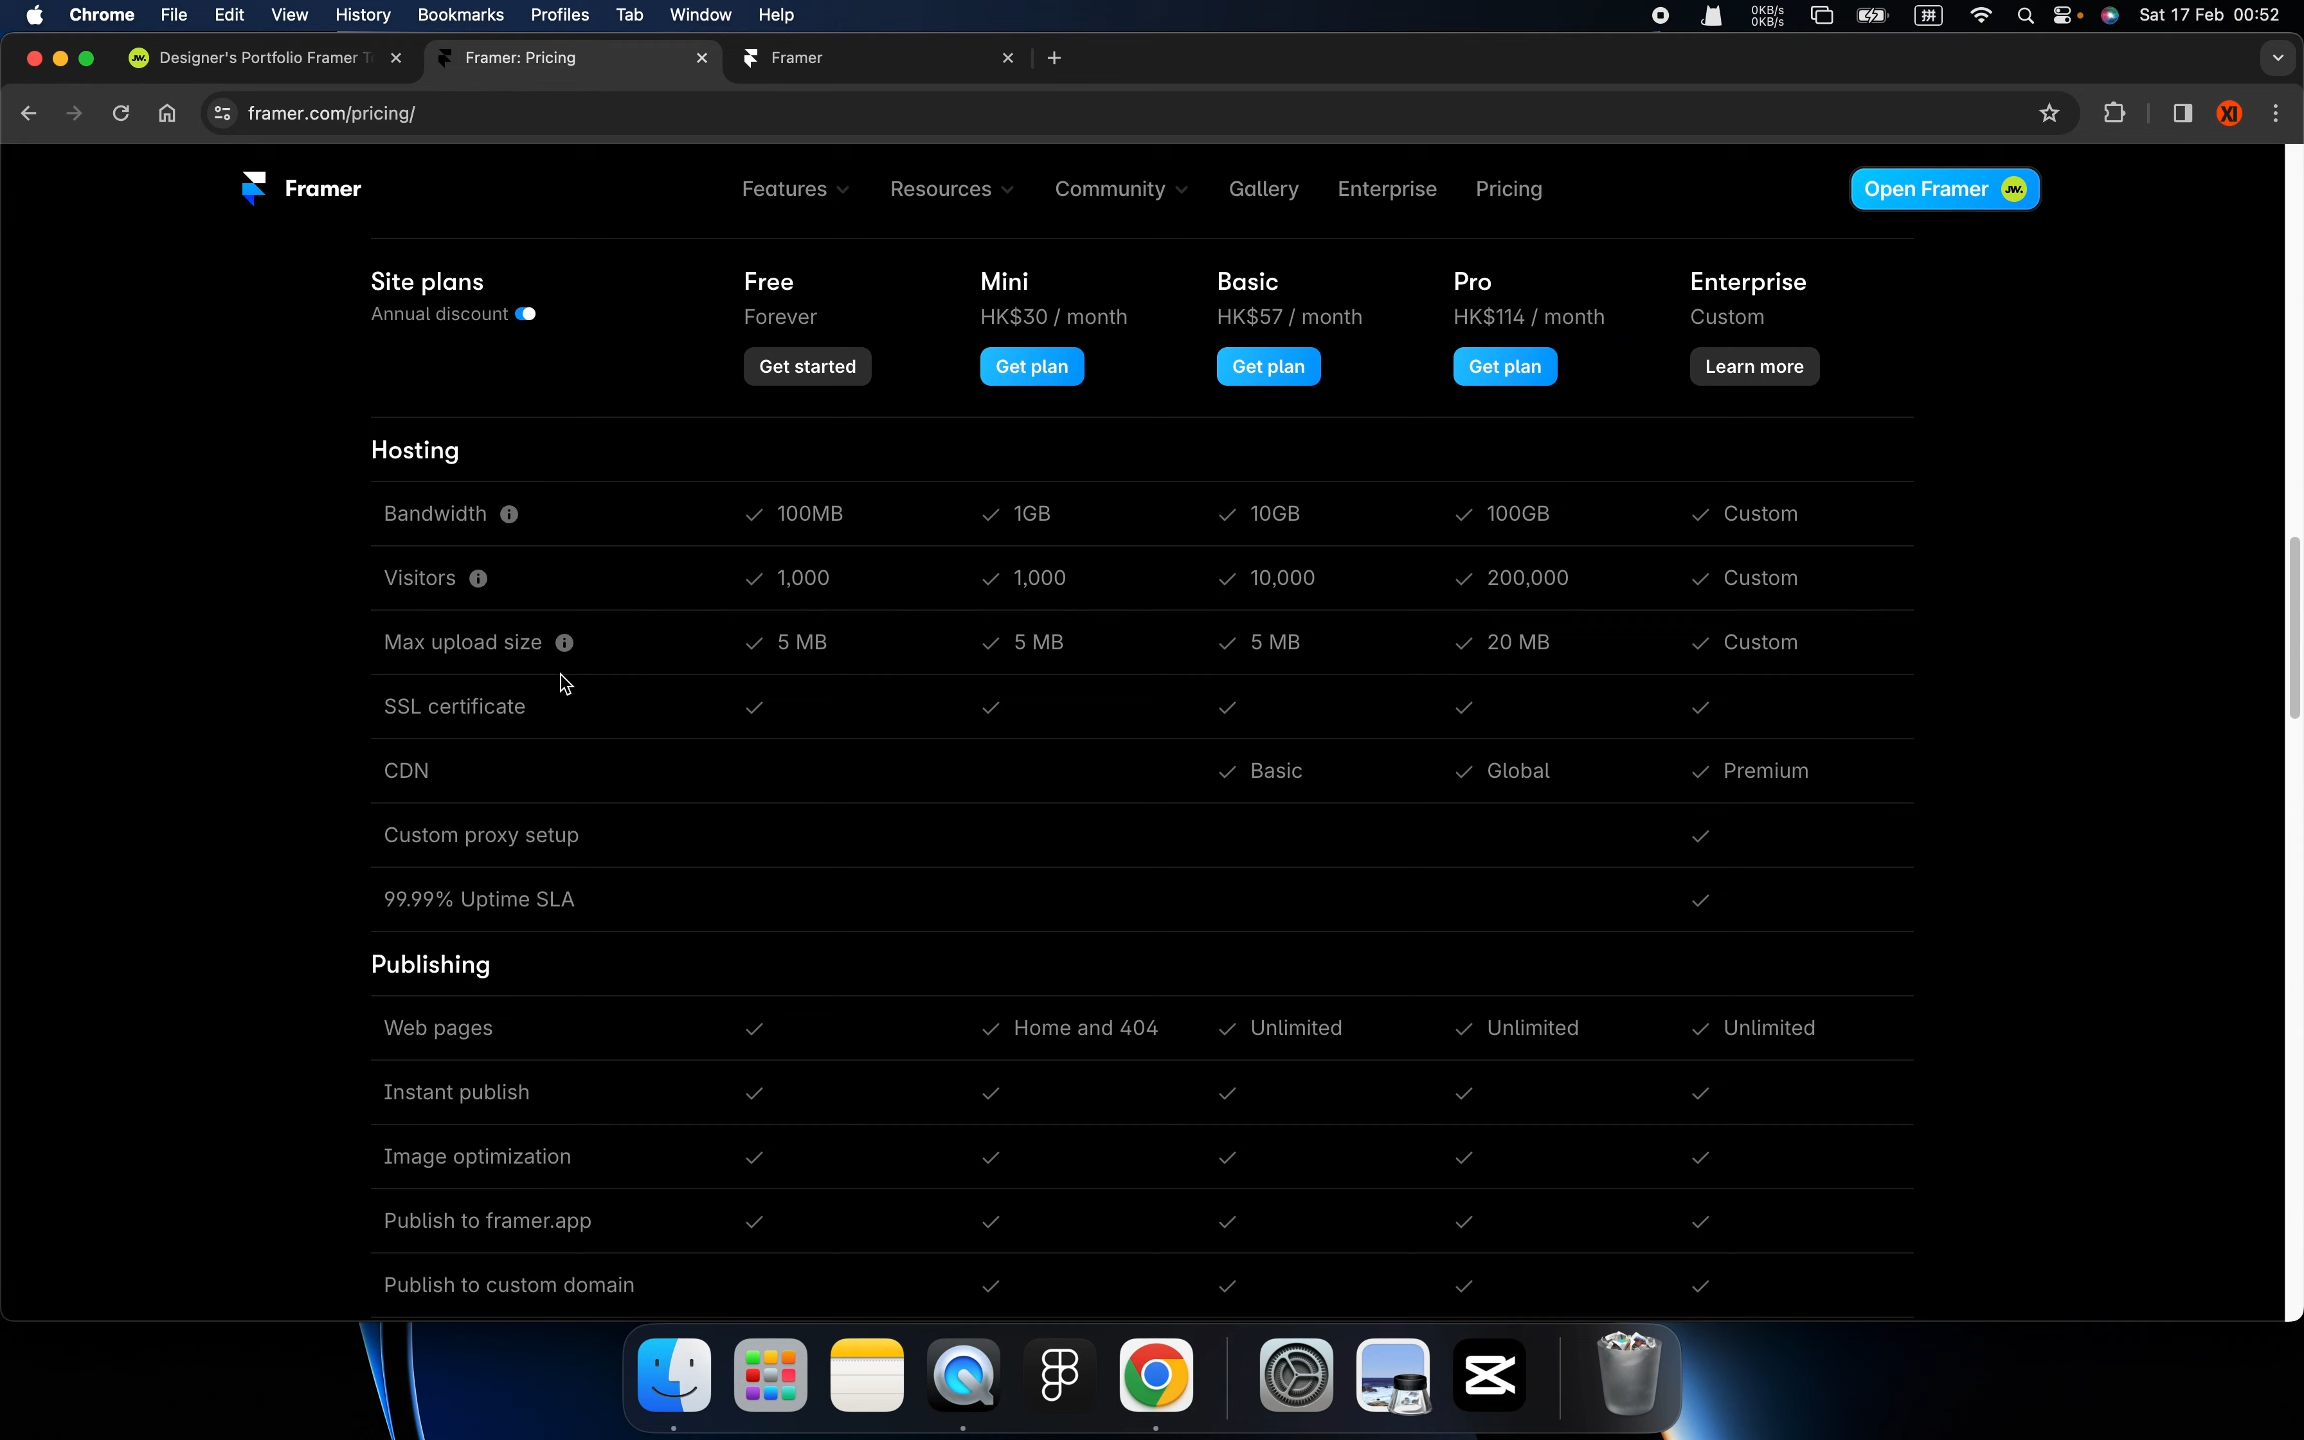 Chrome File Edit View History Bookmarks Profiles Tab Window Help 0KB/s 0KB/s 拼 Sat 17 Feb 00:52
JW. Designer's Portfolio Framer Framer: Pricing Framer
framer.com/pricing/ XI
Framer Features Resources Community Gallery Enterprise Pricing Open Framer JW.
Site plans Free Mini Basic Pro Enterprise
Annual discount Forever HK$30 / month HK$57 / month HK$114 / month Custom
Get started Get plan Get plan Get plan Learn more
Hosting
Bandwidth 100MB 1GB 10GB 100GB Custom
Visitors 1,000 1,000 10,000 200,000 Custom
Max upload size 5 MB 5 MB 5 MB 20 MB Custom
SSL certificate
CDN Basic Global Premium
Custom proxy setup
99.99% Uptime SLA
Publishing
Web pages Home and 404 Unlimited Unlimited Unlimited
Instant publish
Image optimization
Publish to framer.app
Publish to custom domain